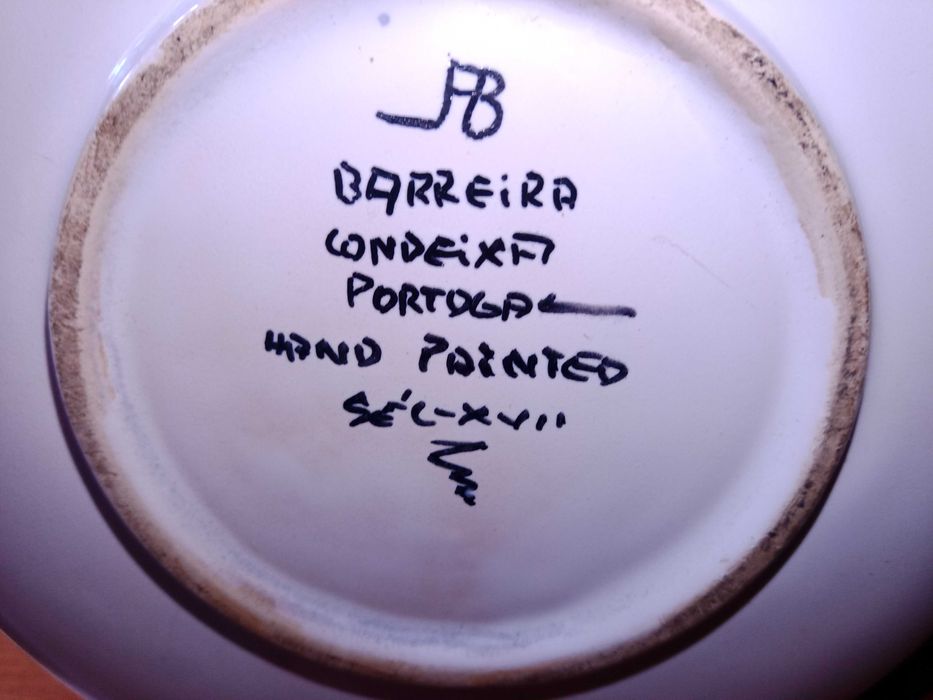 JB
BARREIRA
CONDEIXA
PORTUGAL
HAND PAINTED
SÉC-XVII